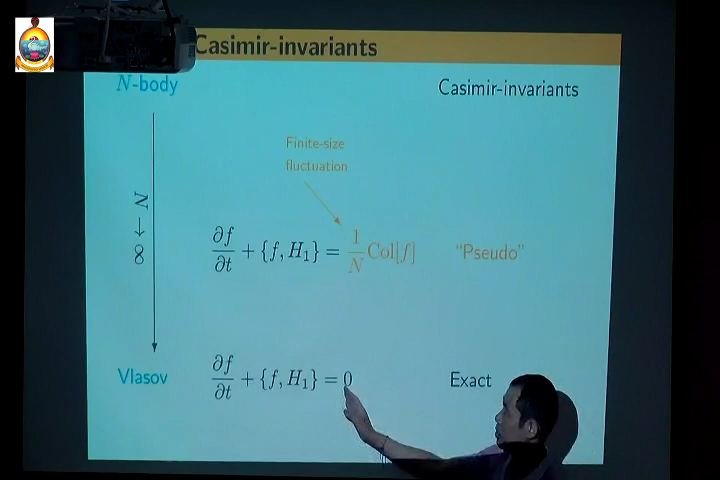 Casimir-invariants
N-body
Casimir-invariants
Finite-size
fluctuation
N → ∞
∂f/∂t + {f, H₁} = 1/N Col[f]
"Pseudo"
Vlasov
∂f/∂t + {f, H₁} = 0
Exact